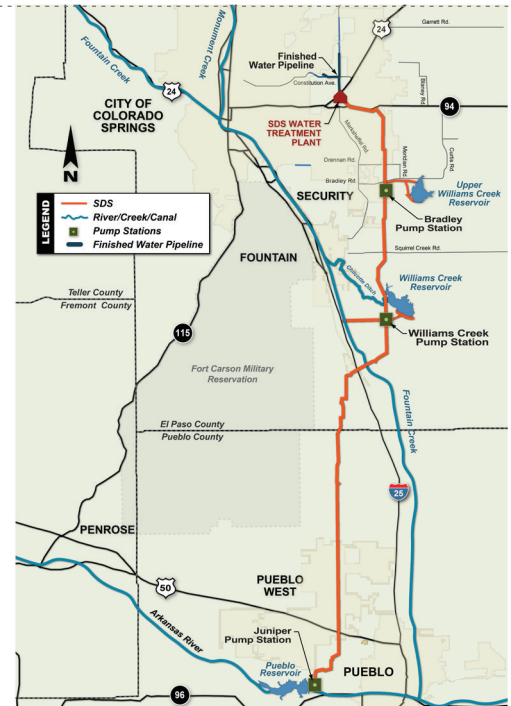 Garrett Rd.
24
Monument Creek
Fountain Creek
Finished
Water Pipeline
Constitution Ave.
24
CITY OF
COLORADO
SPRINGS
Blaney Rd.
94
SDS WATER
TREATMENT
PLANT
Marksheffel Rd.
Meridian Rd.
Curtis Rd.
Drennan Rd.
Bradley Rd.
N
SECURITY
Upper
Williams Creek
Reservoir
Bradley
Pump Station
LEGEND
SDS
River/Creek/Canal
Pump Stations
Finished Water Pipeline
Squirrel Creek Rd.
FOUNTAIN
Chilcotte Ditch
Williams Creek
Reservoir
Teller County
Fremont County
Williams Creek
Pump Station
115
Fort Carson Military
Reservation
Fountain Creek
El Paso County
Pueblo County
25
PENROSE
50
PUEBLO
WEST
Arkansas River
Juniper
Pump Station
Pueblo
Reservoir
PUEBLO
96